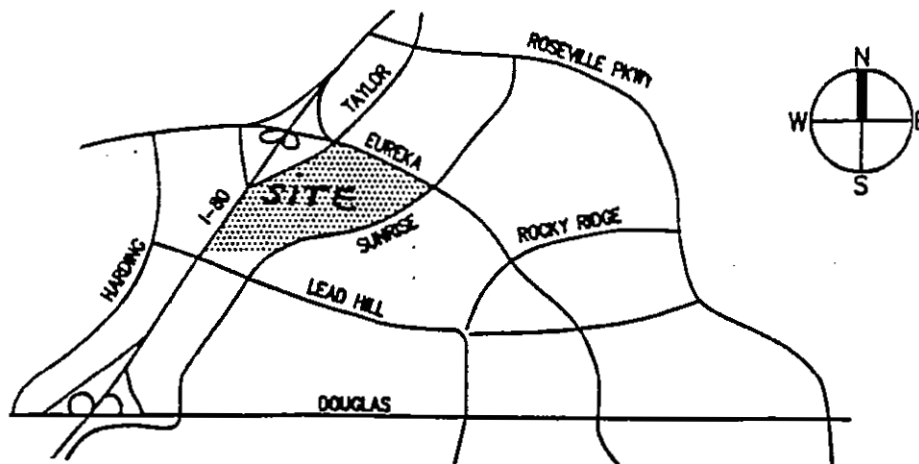 ROSEVILLE PKWY
TAYLOR
N
W
E
S
EUREKA
I-80
SITE
SUNRISE
ROCKY RIDGE
HARDING
LEAD HILL
DOUGLAS